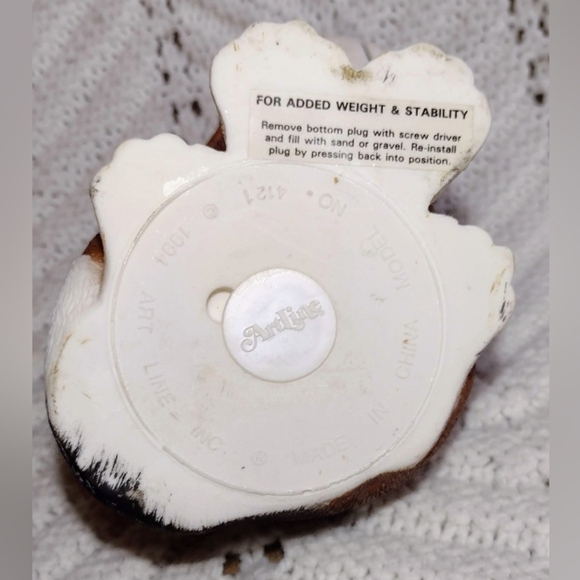 FOR ADDED WEIGHT & STABILITY
Remove bottom plug with screw driver
and fill with sand or gravel. Re-install
plug by pressing back into position.
ArtLine
© 1994 ART LINE, INC. ® MADE IN CHINA MODEL NO. 4121